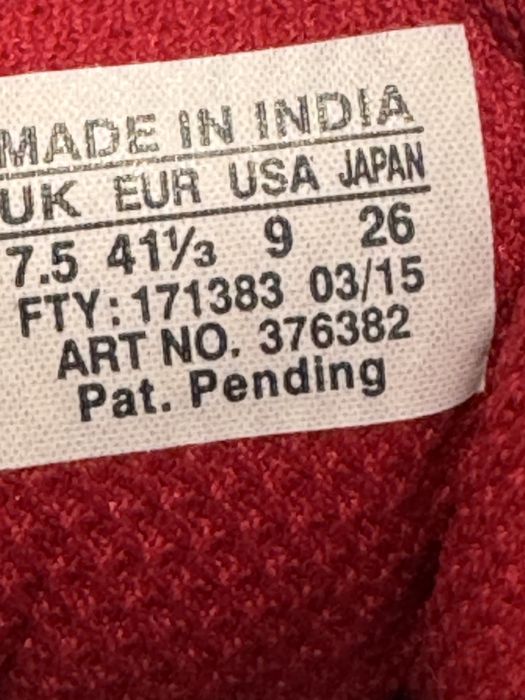 MADE IN INDIA
UK EUR USA JAPAN
7.5 41⅓ 9 26
FTY: 171383 03/15
ART NO. 376382
Pat. Pending